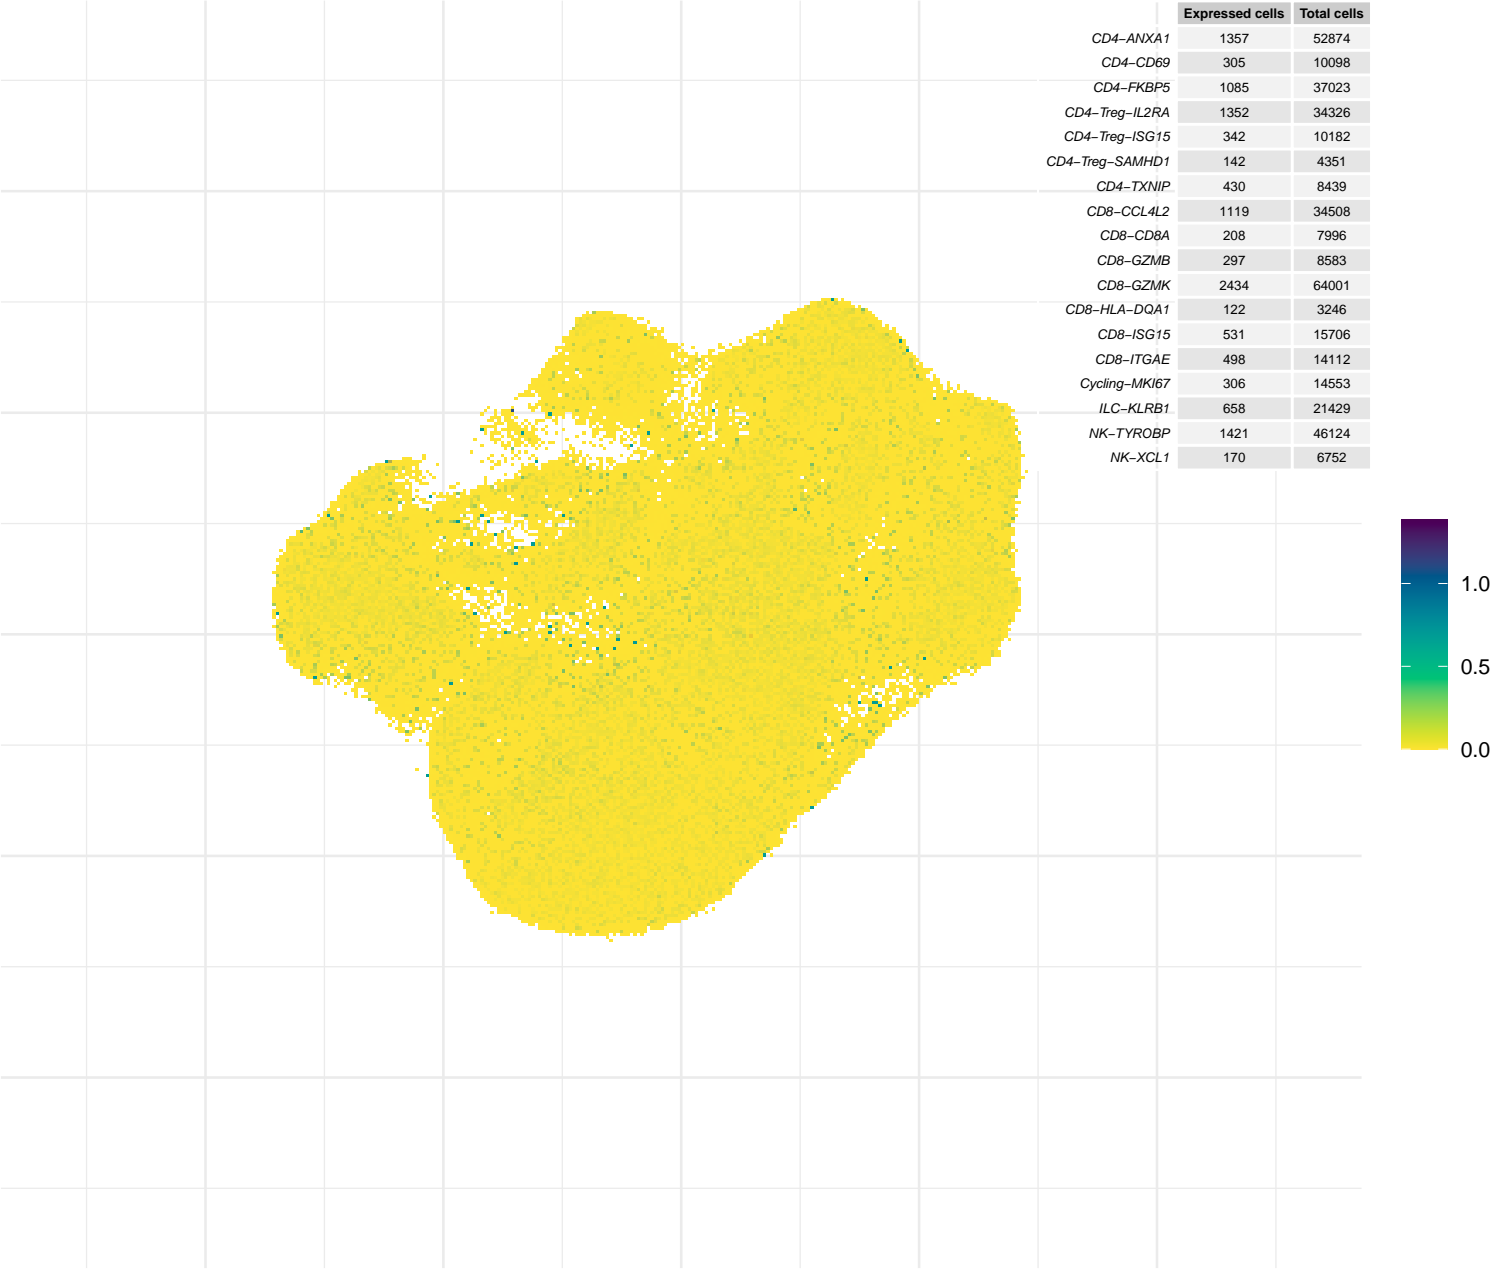 Expressed cells Total cells
CD4−ANXA1 1357 52874
CD4−CD69 305 10098
CD4−FKBP5 1085 37023
CD4−Treg−IL2RA 1352 34326
CD4−Treg−ISG15 342 10182
CD4−Treg−SAMHD1 142 4351
CD4−TXNIP 430 8439
CD8−CCL4L2 1119 34508
CD8−CD8A 208 7996
CD8−GZMB 297 8583
CD8−GZMK 2434 64001
CD8−HLA−DQA1 122 3246
CD8−ISG15 531 15706
CD8−ITGAE 498 14112
Cycling−MKI67 306 14553
ILC−KLRB1 658 21429
NK−TYROBP 1421 46124
NK−XCL1 170 6752
1.0
0.5
0.0